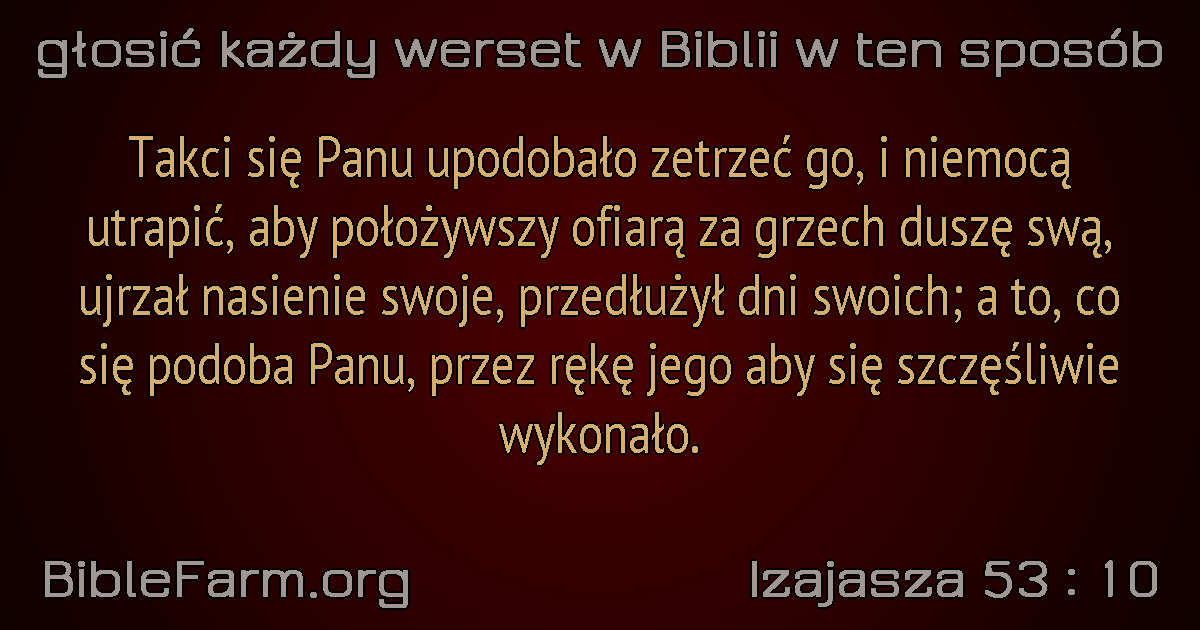 głosić każdy werset w Biblii w ten sposób
Takci się Panu upodobało zetrzeć go, i niemocą
utrapić, aby położywszy ofiarą za grzech duszę swą,
ujrzał nasienie swoje, przedłużył dni swoich; a to, co
się podoba Panu, przez rękę jego aby się szczęśliwie
wykonało.
BibleFarm.org
Izajasza 53 : 10